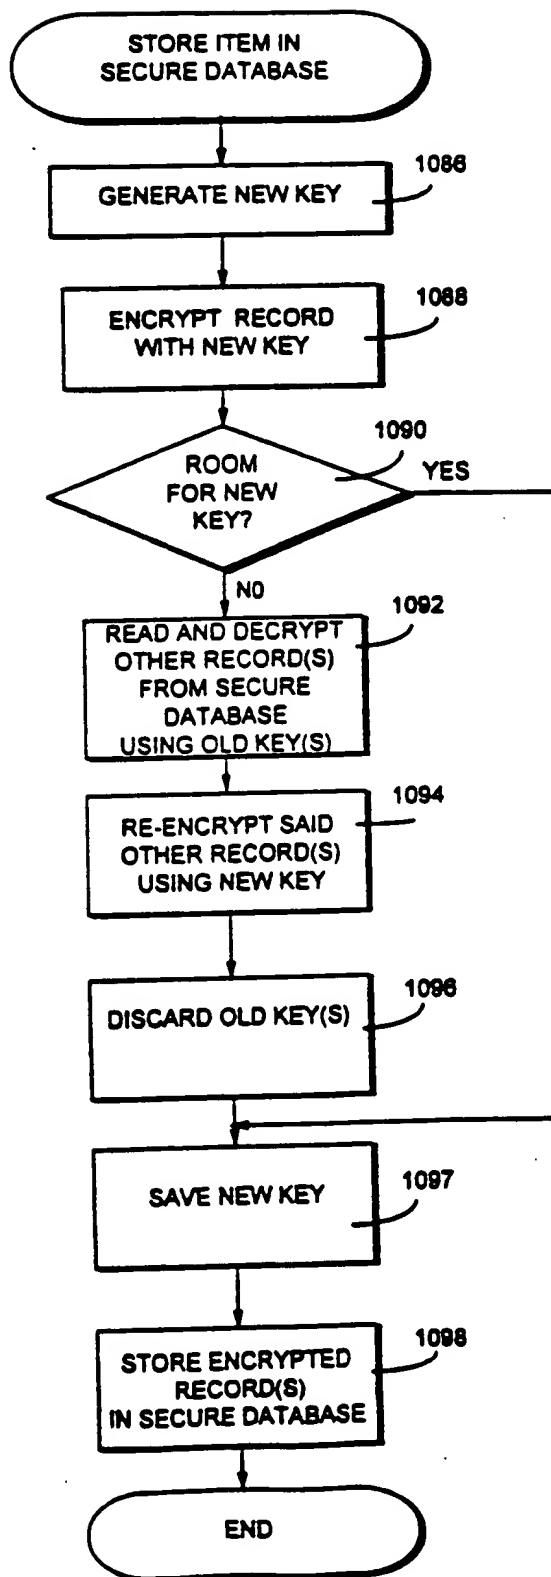 STORE ITEM IN
SECURE DATABASE
1086
GENERATE NEW KEY
1088
ENCRYPT RECORD
WITH NEW KEY
1090
ROOM
FOR NEW
KEY?
YES
NO
1092
READ AND DECRYPT
OTHER RECORD(S)
FROM SECURE
DATABASE
USING OLD KEY(S)
1094
RE-ENCRYPT SAID
OTHER RECORD(S)
USING NEW KEY
1096
DISCARD OLD KEY(S)
1097
SAVE NEW KEY
1098
STORE ENCRYPTED
RECORD(S)
IN SECURE DATABASE
END